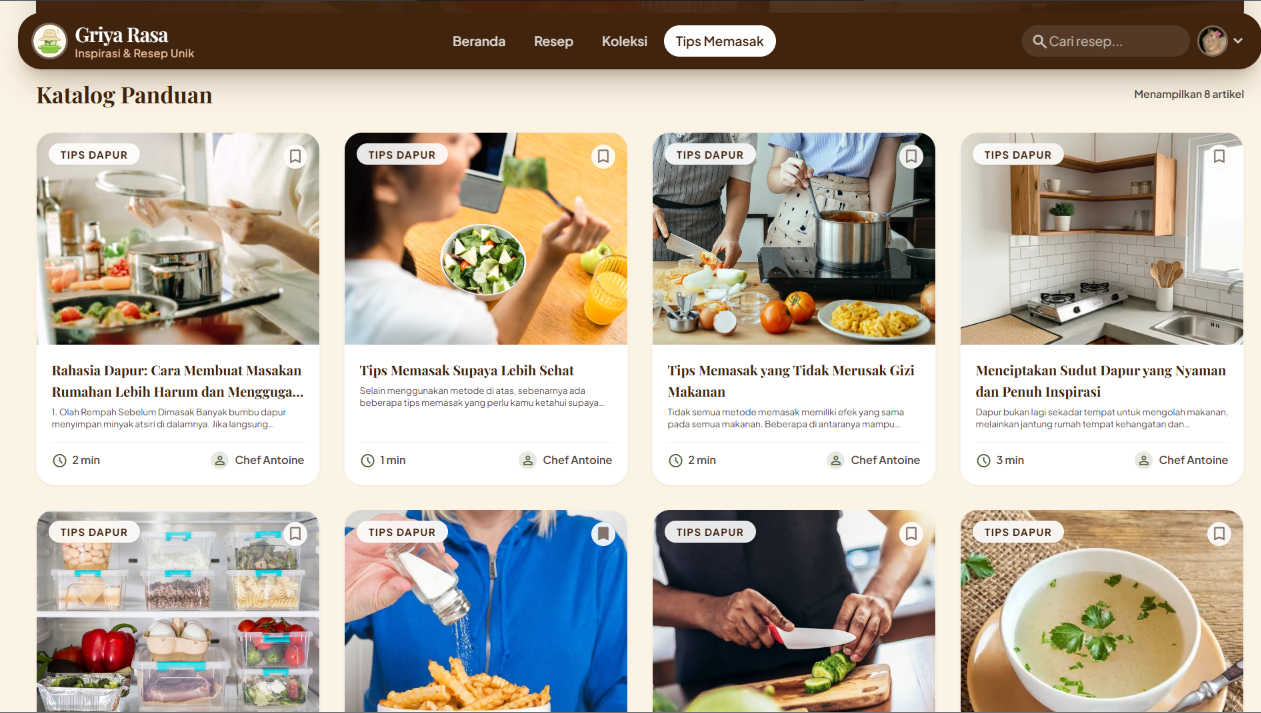 Griya Rasa
Inspirasi & Resep Unik
Beranda
Resep
Koleksi
Tips Memasak
Cari resep...
Katalog Panduan
Menampilkan 8 artikel
TIPS DAPUR
Rahasia Dapur: Cara Membuat Masakan
Rumahan Lebih Harum dan Mengguga...
1. Olah Rempah Sebelum Dimasak Banyak bumbu dapur
menyimpan minyak atsiri di dalamnya. Jika langsung...
2 min
Chef Antoine
TIPS DAPUR
Tips Memasak Supaya Lebih Sehat
Selain menggunakan metode di atas, sebenarnya ada
beberapa tips memasak yang perlu kamu ketahui supaya...
1 min
Chef Antoine
TIPS DAPUR
Tips Memasak yang Tidak Merusak Gizi
Makanan
Tidak semua metode memasak memiliki efek yang sama
pada semua makanan. Beberapa di antaranya mampu...
2 min
Chef Antoine
TIPS DAPUR
Menciptakan Sudut Dapur yang Nyaman
dan Penuh Inspirasi
Dapur bukan lagi sekadar tempat untuk mengolah makanan,
melainkan jantung rumah tempat kehangatan dan...
3 min
Chef Antoine
TIPS DAPUR
TIPS DAPUR
TIPS DAPUR
TIPS DAPUR